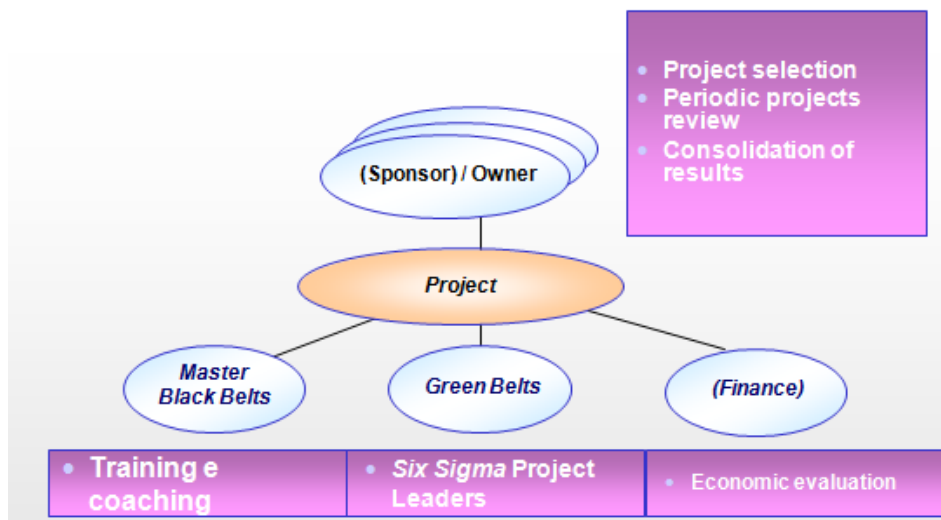 • Project selection
• Periodic projects
review
• Consolidation of
results
(Sponsor) / Owner
Project
Master
Black Belts
Green Belts
(Finance)
• Training e
coaching
• Six Sigma Project
Leaders
• Economic evaluation